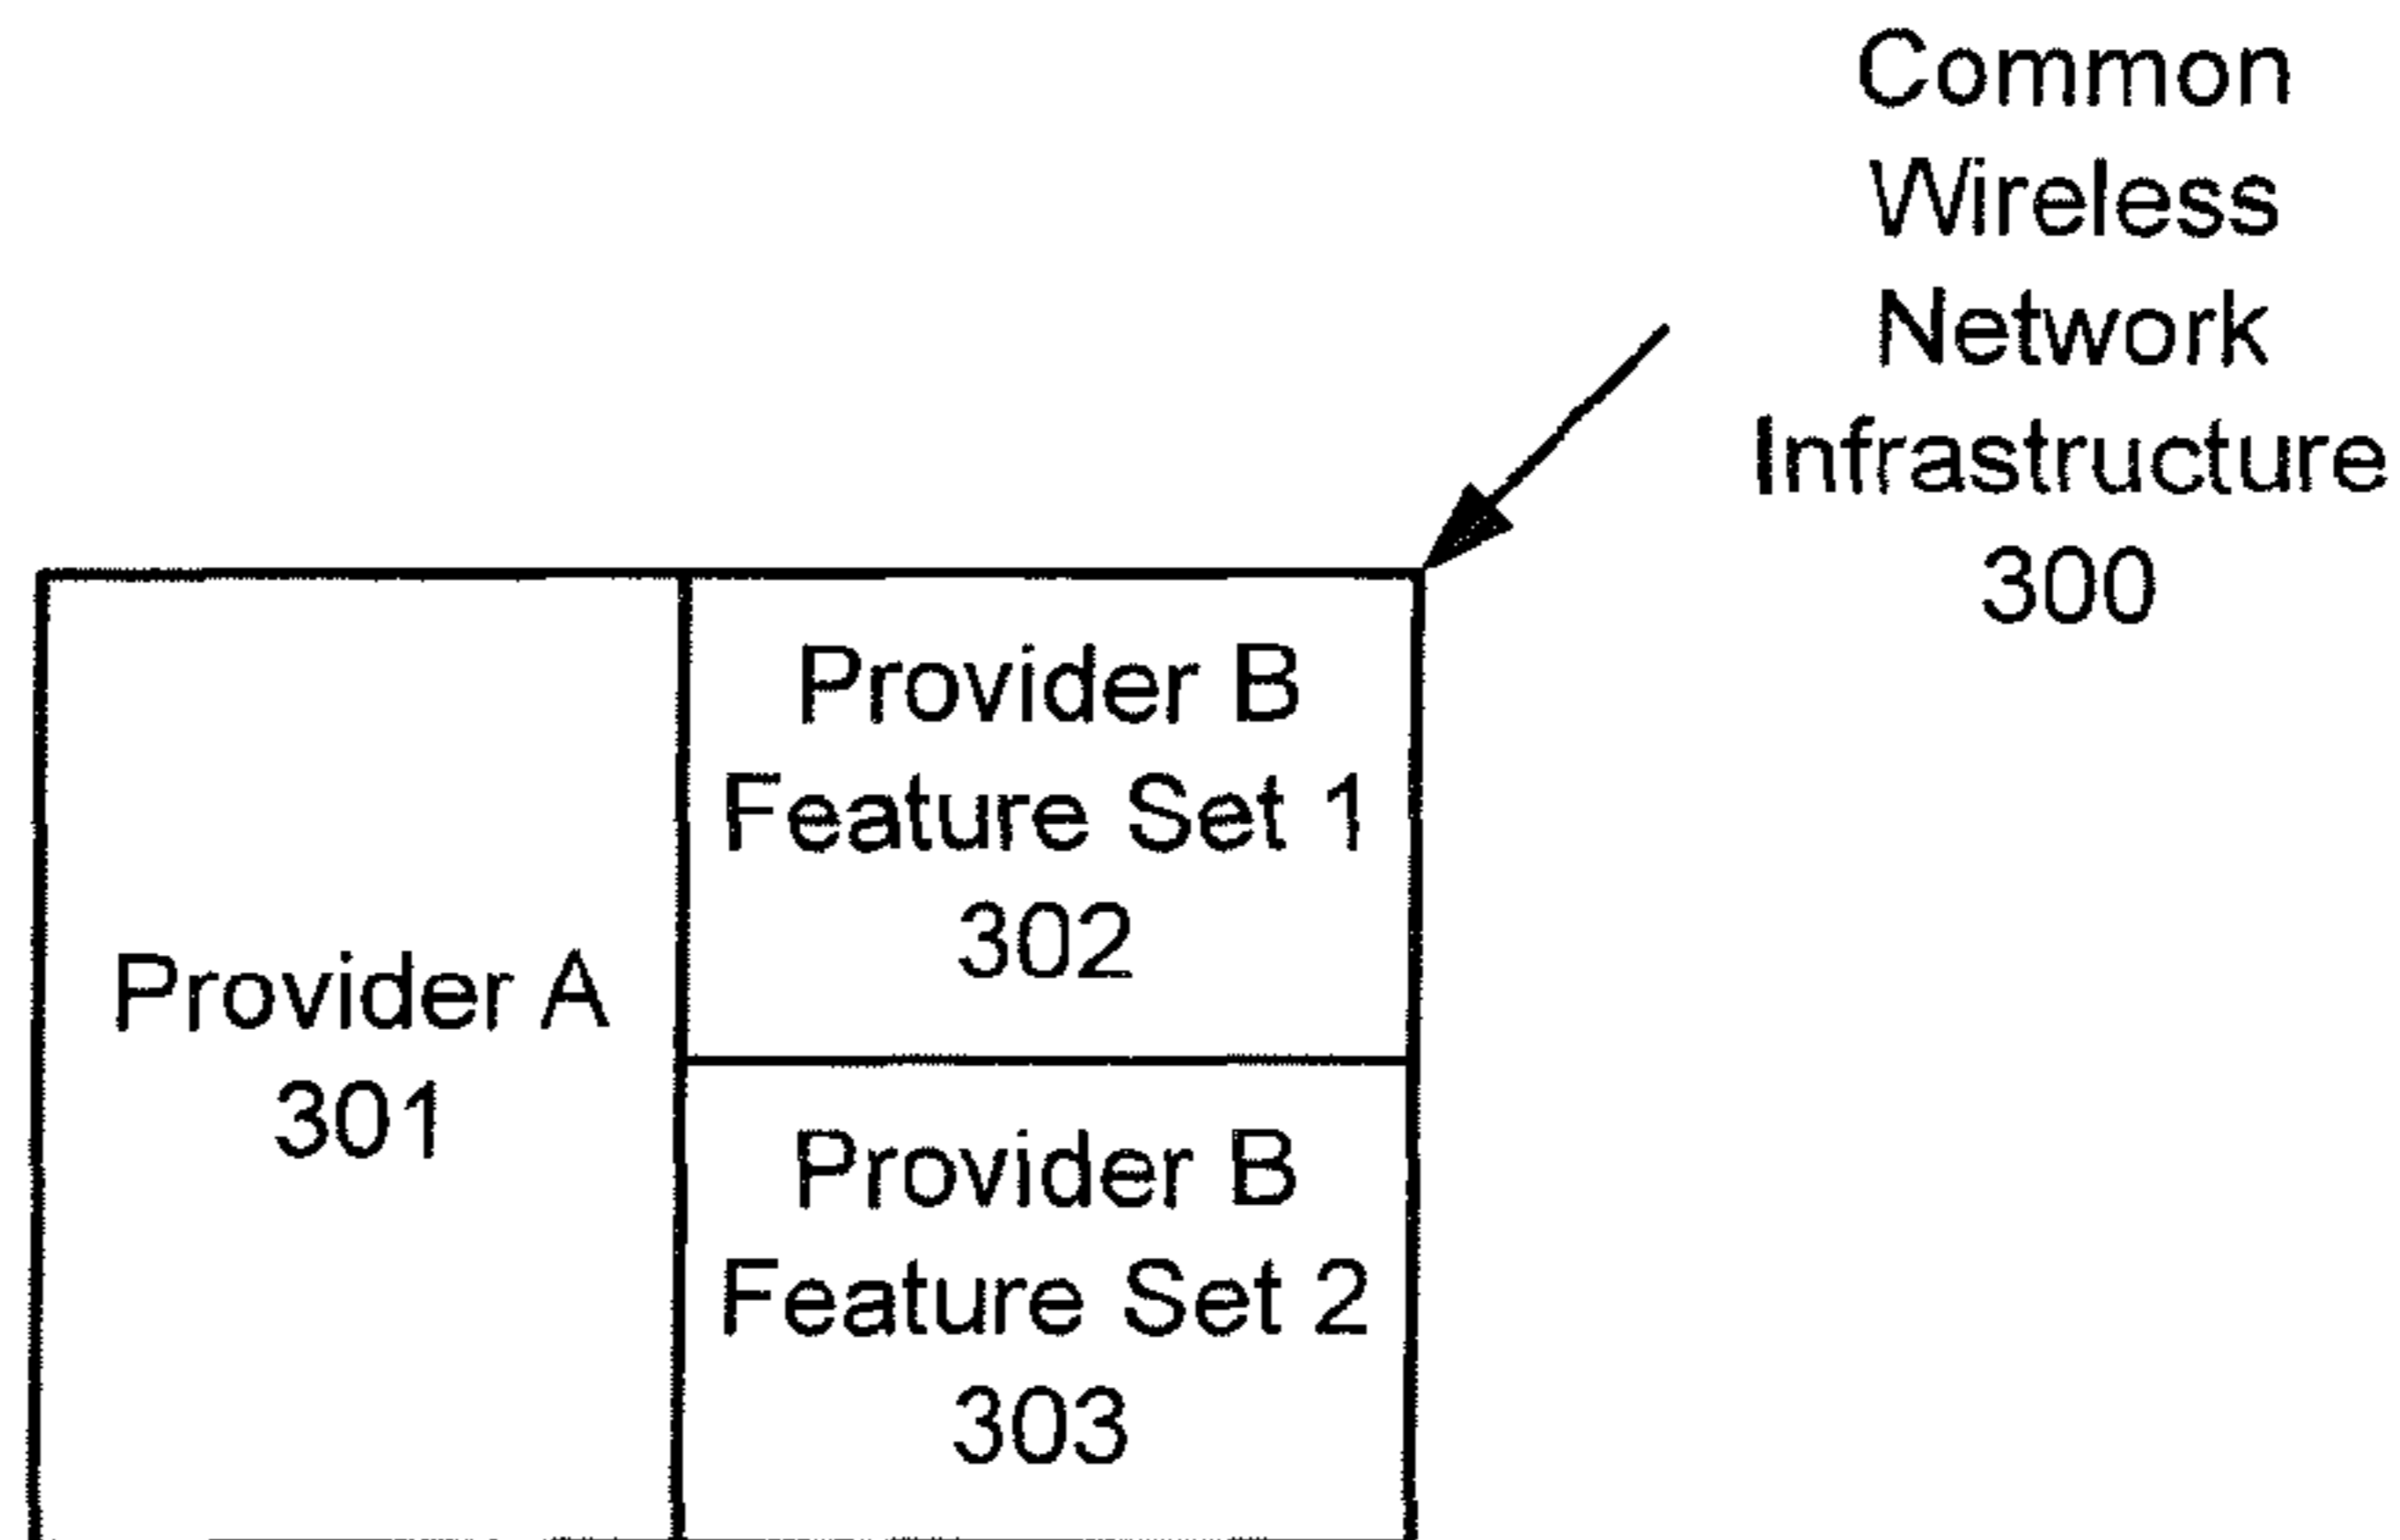 Common
Wireless
Network
Infrastructure
300
Provider A
301
Provider B
Feature Set 1
302
Provider B
Feature Set 2
303